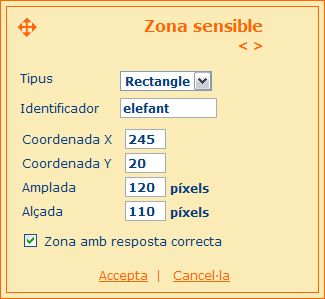 Zona sensible
< >
Tipus Rectangle
Identificador elefant
Coordenada X 245
Coordenada Y 20
Amplada 120 píxels
Alçada 110 píxels
Zona amb resposta correcta
Accepta | Cancel·la